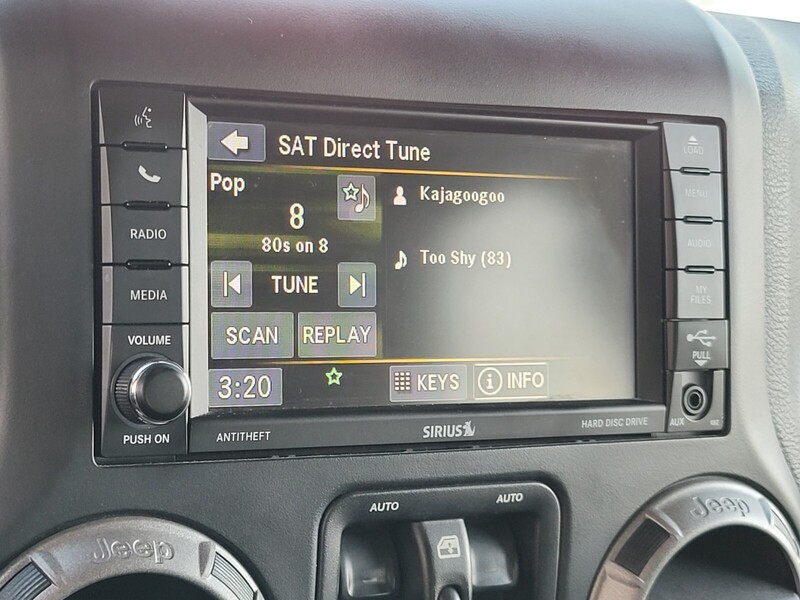 SAT Direct Tune
LOAD
Pop
Kajagoogoo
MENU
8
RADIO
80s on 8
Too Shy (83)
AUDIO
MEDIA
TUNE
MY
FILES
VOLUME
SCAN
REPLAY
PULL
3:20
KEYS
INFO
PUSH ON
ANTITHEFT
SIRIUS
HARD DISC DRIVE
AUX
AUTO
AUTO
Jeep
Jeep